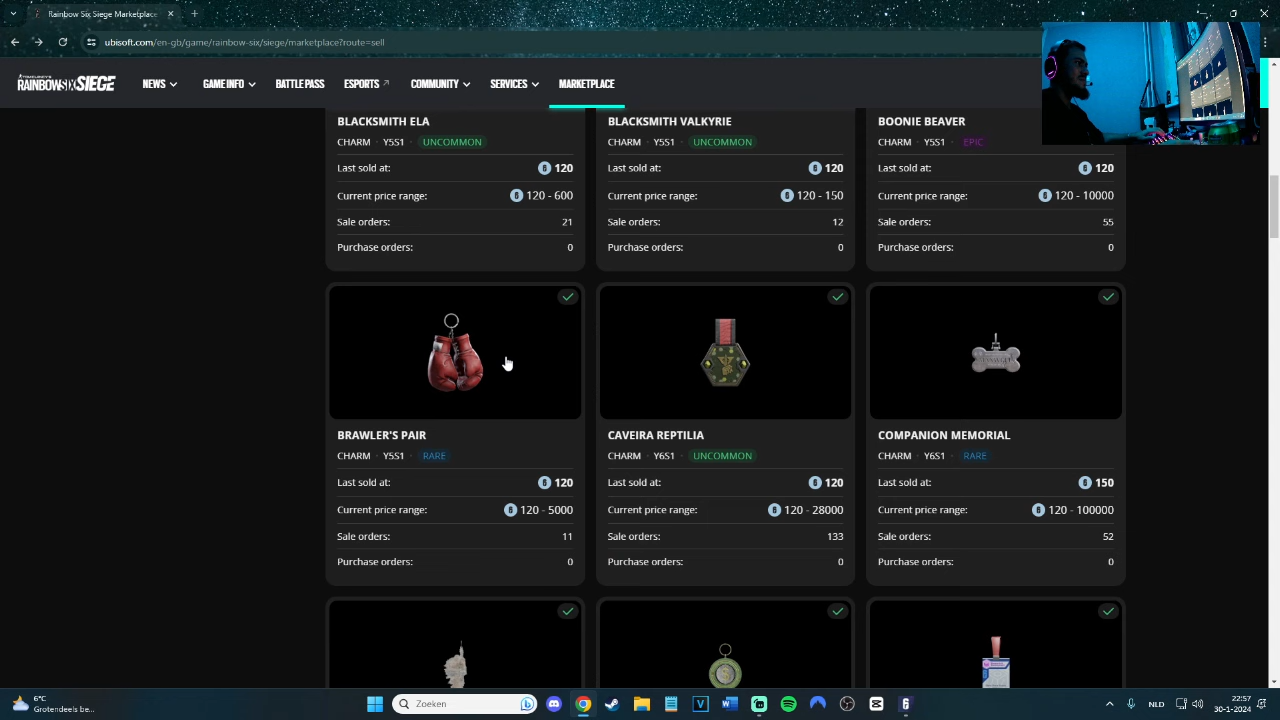 Rainbow Six Siege Marketplace
ubisoft.com/en-gb/game/rainbow-six/siege/marketplace?route=sell
RAINBOWSIX SIEGE
NEWS
GAME INFO
BATTLE PASS
ESPORTS
COMMUNITY
SERVICES
MARKETPLACE
BLACKSMITH ELA
CHARM · Y5S1 · UNCOMMON
Last sold at: 120
Current price range: 120 - 600
Sale orders: 21
Purchase orders: 0
BLACKSMITH VALKYRIE
CHARM · Y5S1 · UNCOMMON
Last sold at: 120
Current price range: 120 - 150
Sale orders: 12
Purchase orders: 0
BOONIE BEAVER
CHARM · Y5S1 · EPIC
Last sold at: 120
Current price range: 120 - 10000
Sale orders: 55
Purchase orders: 0
BRAWLER'S PAIR
CHARM · Y5S1 · RARE
Last sold at: 120
Current price range: 120 - 5000
Sale orders: 11
Purchase orders: 0
CAVEIRA REPTILIA
CHARM · Y6S1 · UNCOMMON
Last sold at: 120
Current price range: 120 - 28000
Sale orders: 133
Purchase orders: 0
COMPANION MEMORIAL
CHARM · Y6S1 · RARE
Last sold at: 150
Current price range: 120 - 100000
Sale orders: 52
Purchase orders: 0
6°C
Grotendeels be...
Zoeken
NLD
22:57
30-1-2024